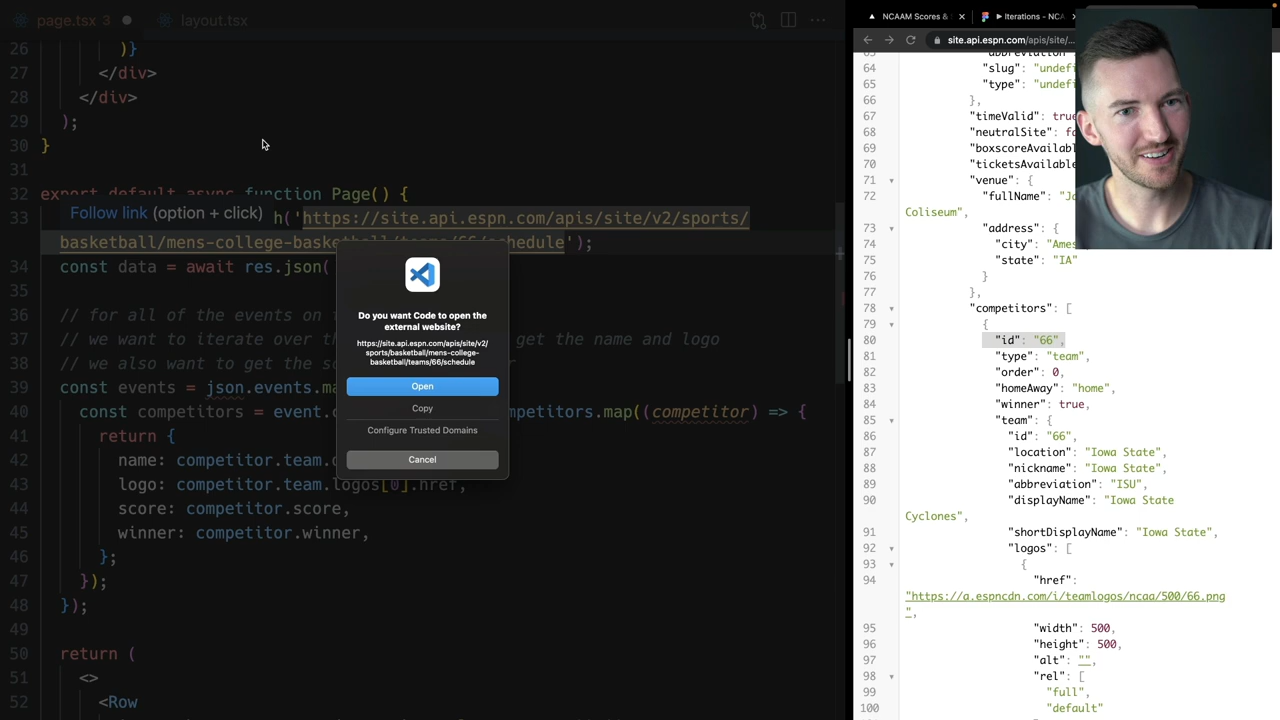 page.tsx 3
layout.tsx
26 )}
27 </div>
28 </div>
29 );
30 }
31
32 export default async function Page() {
33 h('https://site.api.espn.com/apis/site/v2/sports/
basketball/mens-college-basketball/teams/66/schedule');
Follow link (option + click)
34 const data = await res.json(
35
36 // for all of the events on t
37 // we want to iterate over th get the name and logo
38 // we also want to get the sc
39 const events = json.events.ma
40 const competitors = event.c mpetitors.map((competitor) => {
41 return {
42 name: competitor.team.
43 logo: competitor.team.logos[0].href,
44 score: competitor.score,
45 winner: competitor.winner,
46 };
47 });
48 });
49
50 return (
51 <>
52 <Row
Do you want Code to open the
external website?
https://site.api.espn.com/apis/site/v2/
sports/basketball/mens-college-
basketball/teams/66/schedule
Open
Copy
Configure Trusted Domains
Cancel
NCAAM Scores &
Iterations - NCA
site.api.espn.com/apis/site/...
64 "slug": "undefi
65 "type": "undefi
66 },
67 "timeValid": true
68 "neutralSite": fa
69 "boxscoreAvailab
70 "ticketsAvailable
71 "venue": {
72 "fullName": "Ja
Coliseum",
73 "address": {
74 "city": "Ames
75 "state": "IA"
76 }
77 },
78 "competitors": [
79 {
80 "id": "66",
81 "type": "team",
82 "order": 0,
83 "homeAway": "home",
84 "winner": true,
85 "team": {
86 "id": "66",
87 "location": "Iowa State",
88 "nickname": "Iowa State",
89 "abbreviation": "ISU",
90 "displayName": "Iowa State
Cyclones",
91 "shortDisplayName": "Iowa State",
92 "logos": [
93 {
94 "href":
"https://a.espncdn.com/i/teamlogos/ncaa/500/66.png
",
95 "width": 500,
96 "height": 500,
97 "alt": "",
98 "rel": [
99 "full",
100 "default"